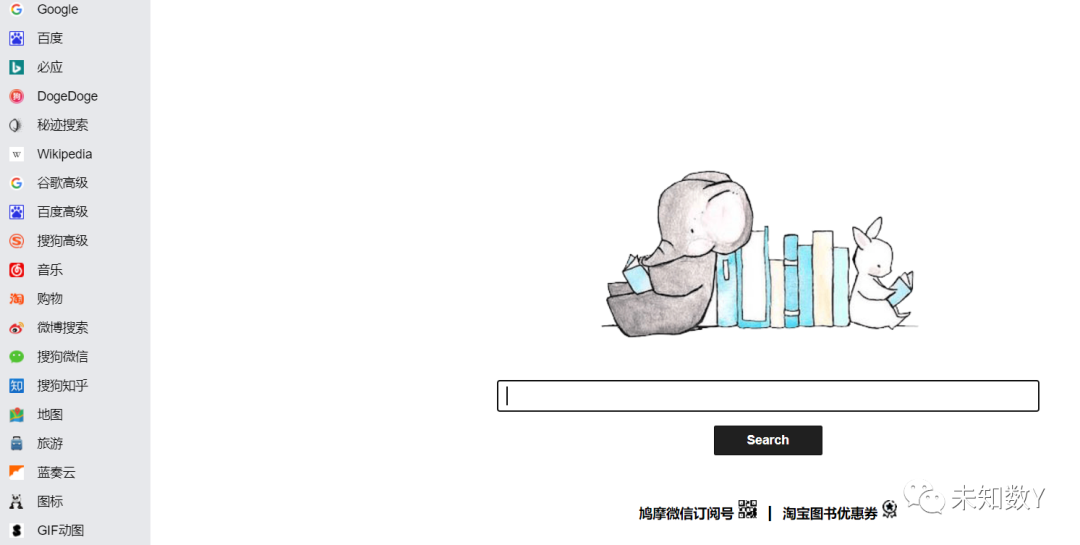 Google
百度
必应
DogeDoge
秘迹搜索
Wikipedia
谷歌高级
百度高级
搜狗高级
音乐
购物
微博搜索
搜狗微信
搜狗知乎
地图
旅游
蓝奏云
图标
GIF动图
Search
鸠摩微信订阅号 | 淘宝图书优惠券
未知数Y